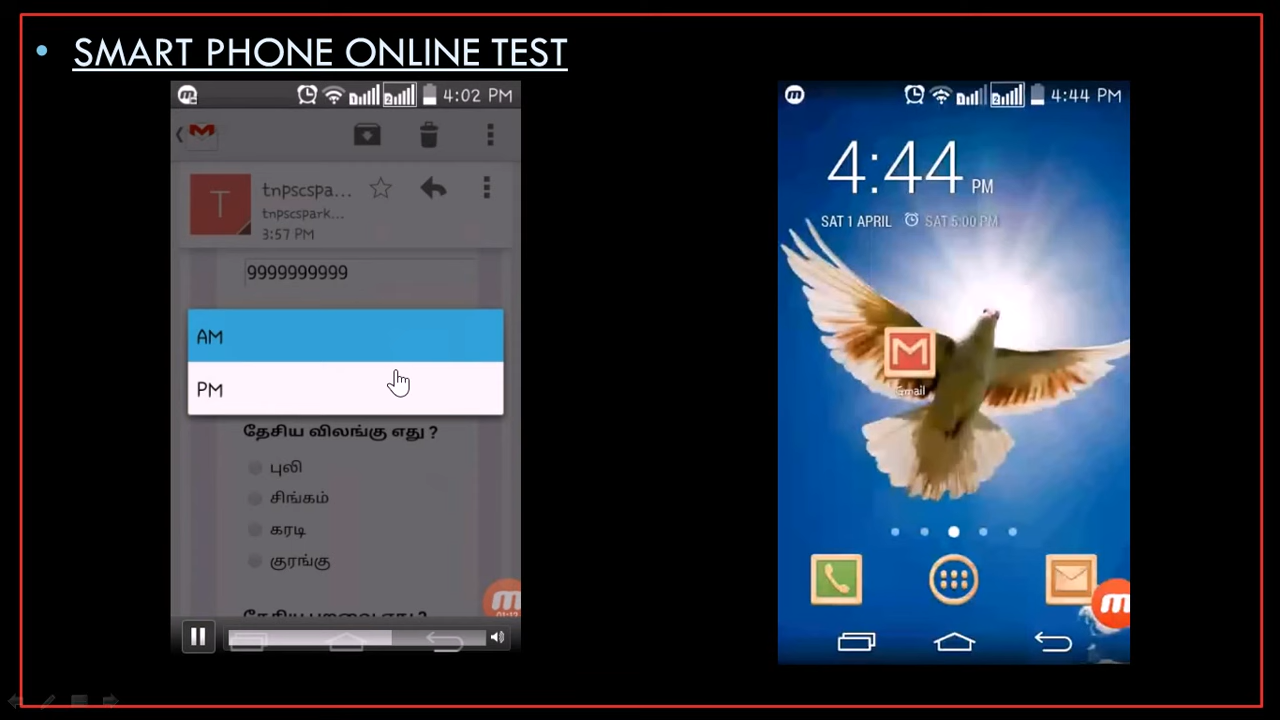 SMART PHONE ONLINE TEST
4:02 PM
tnpscspa...
tnpscspark...
3:57 PM
T
9999999999
AM
PM
தேசிய விலங்கு எது ?
புலி
சிங்கம்
கரடி
குரங்கு
4:44 PM
4:44 PM
SAT 1 APRIL SAT 5:00 PM
Gmail